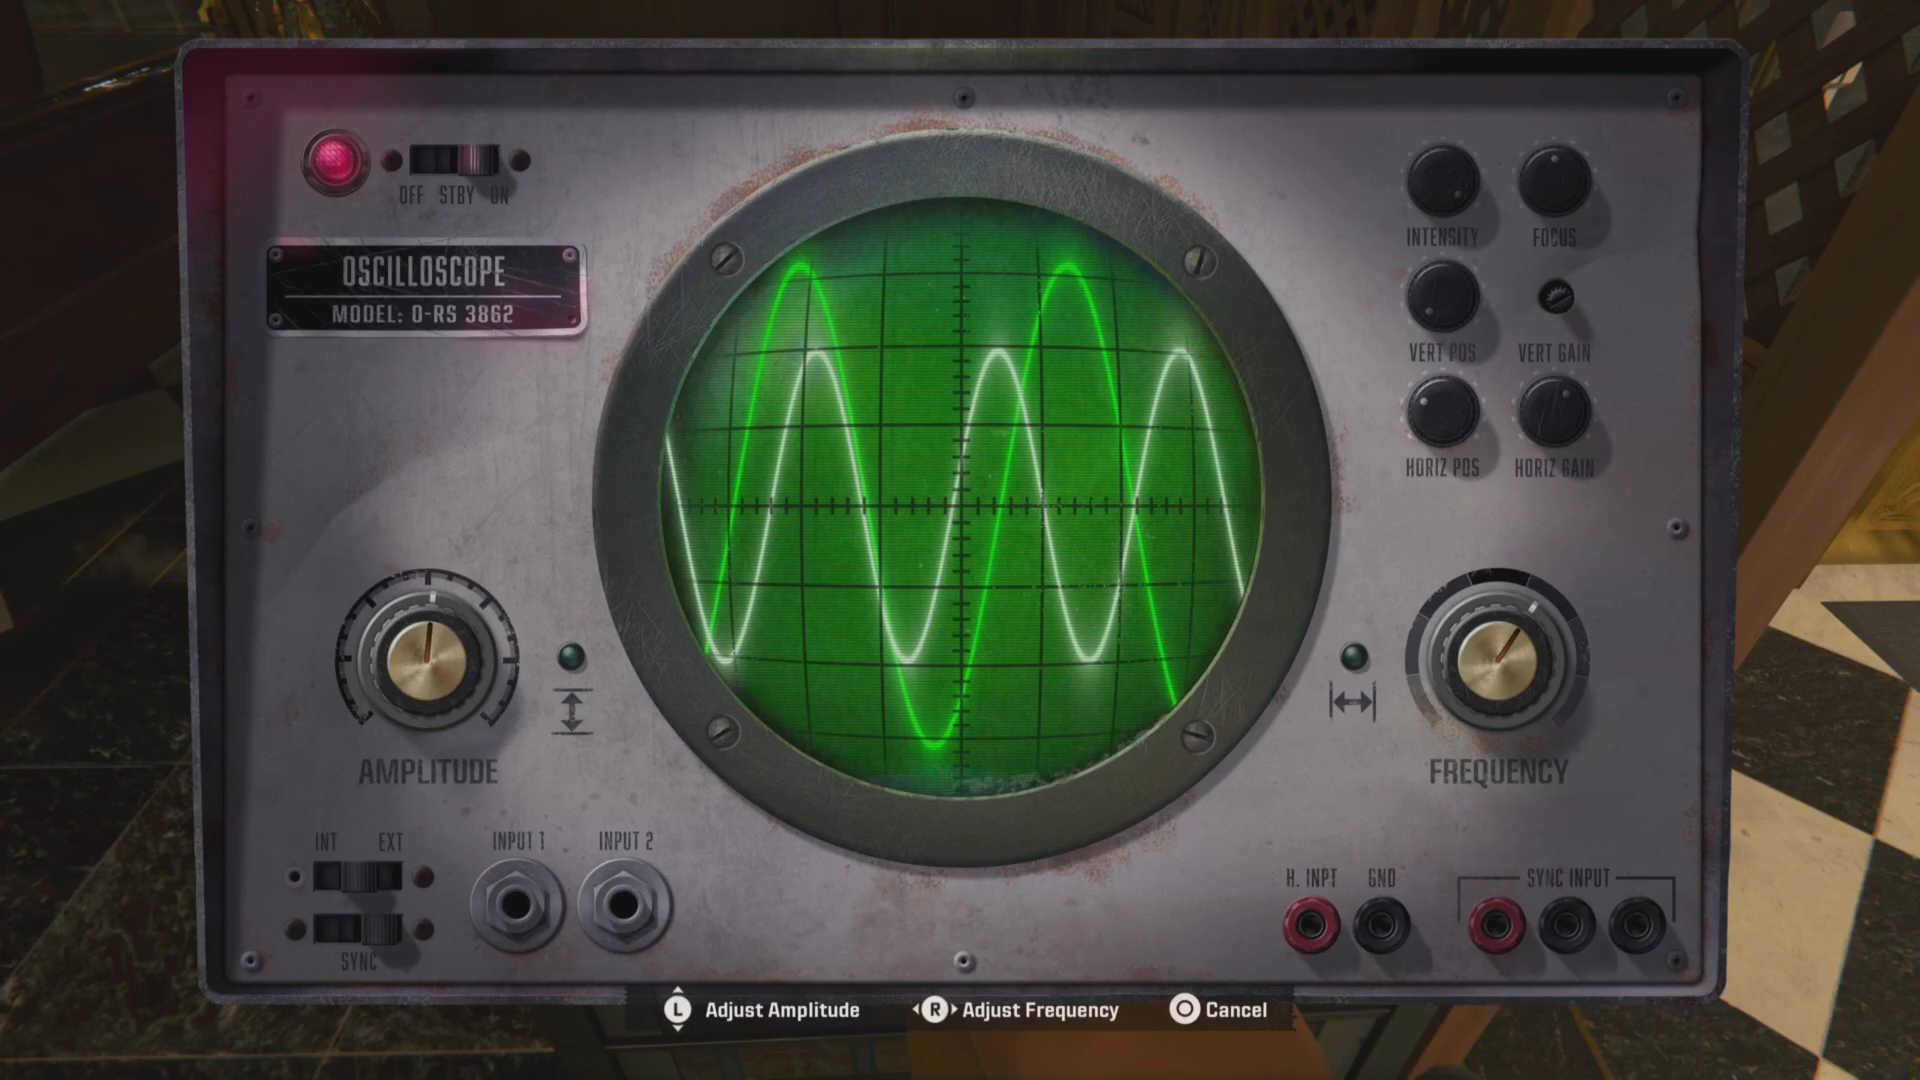 OFF STBY ON
OSCILLOSCOPE
MODEL: O-RS 3862
INTENSITY FOCUS
VERT POS VERT GAIN
HORIZ POS HORIZ GAIN
AMPLITUDE
FREQUENCY
INT EXT
INPUT 1 INPUT 2
SYNC
H. INPT GND SYNC INPUT
L Adjust Amplitude R Adjust Frequency Cancel